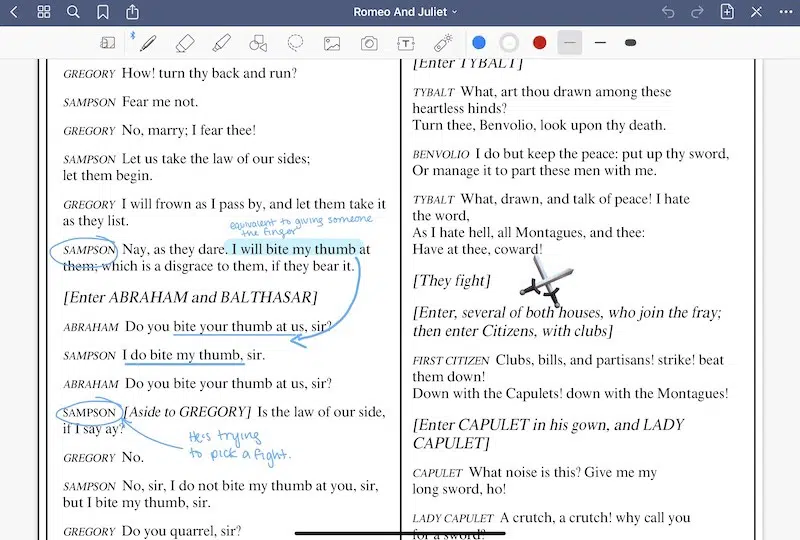 Romeo And Juliet
GREGORY How! turn thy back and run?
SAMPSON Fear me not.
GREGORY No, marry; I fear thee!
SAMPSON Let us take the law of our sides;
let them begin.
GREGORY I will frown as I pass by, and let them take it
as they list.
equivalent to giving someone
the finger
SAMPSON Nay, as they dare. I will bite my thumb at
them; which is a disgrace to them, if they bear it.
[Enter ABRAHAM and BALTHASAR]
ABRAHAM Do you bite your thumb at us, sir?
SAMPSON I do bite my thumb, sir.
ABRAHAM Do you bite your thumb at us, sir?
SAMPSON [Aside to GREGORY] Is the law of our side,
if I say ay?
He's trying
to pick a fight.
GREGORY No.
SAMPSON No, sir, I do not bite my thumb at you, sir,
but I bite my thumb, sir.
GREGORY Do you quarrel, sir?
[Enter TYBALT]
TYBALT What, art thou drawn among these
heartless hinds?
Turn thee, Benvolio, look upon thy death.
BENVOLIO I do but keep the peace: put up thy sword,
Or manage it to part these men with me.
TYBALT What, drawn, and talk of peace! I hate
the word,
As I hate hell, all Montagues, and thee:
Have at thee, coward!
[They fight]
[Enter, several of both houses, who join the fray;
then enter Citizens, with clubs]
FIRST CITIZEN Clubs, bills, and partisans! strike! beat
them down!
Down with the Capulets! down with the Montagues!
[Enter CAPULET in his gown, and LADY
CAPULET]
CAPULET What noise is this? Give me my
long sword, ho!
LADY CAPULET A crutch, a crutch! why call you
for a sword?